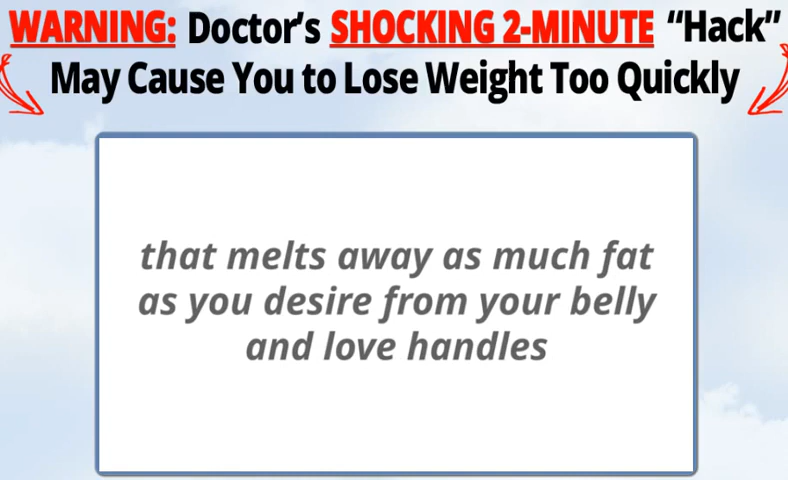 WARNING: Doctor's SHOCKING 2-MINUTE “Hack”
May Cause You to Lose Weight Too Quickly
that melts away as much fat
as you desire from your belly
and love handles